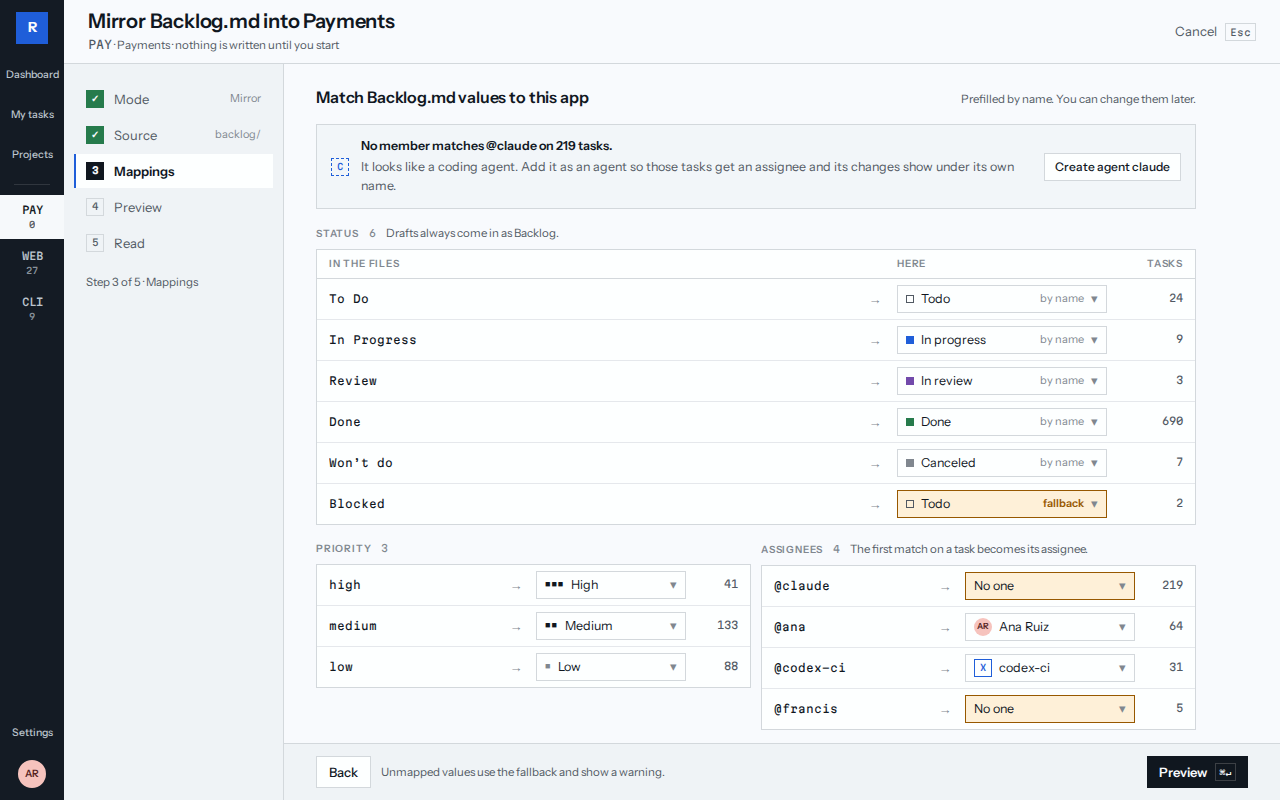 R
Mirror Backlog.md into Payments
PAY · Payments · nothing is written until you start
Cancel Esc
Dashboard
My tasks
Projects
PAY
0
WEB
27
CLI
9
Settings
AR
✓ Mode Mirror
✓ Source backlog/
3 Mappings
4 Preview
5 Read
Step 3 of 5 · Mappings
Match Backlog.md values to this app
Prefilled by name. You can change them later.
C
No member matches @claude on 219 tasks.
It looks like a coding agent. Add it as an agent so those tasks get an assignee and its changes show under its own
name.
Create agent claude
STATUS 6 Drafts always come in as Backlog.
IN THE FILES HERE TASKS
To Do → Todo by name ▼ 24
In Progress → In progress by name ▼ 9
Review → In review by name ▼ 3
Done → Done by name ▼ 690
Won't do → Canceled by name ▼ 7
Blocked → Todo fallback ▼ 2
PRIORITY 3
high → High ▼ 41
medium → Medium ▼ 133
low → Low ▼ 88
ASSIGNEES 4 The first match on a task becomes its assignee.
@claude → No one ▼ 219
@ana → AR Ana Ruiz ▼ 64
@codex-ci → X codex-ci ▼ 31
@francis → No one ▼ 5
Back
Unmapped values use the fallback and show a warning.
Preview ⌘↵